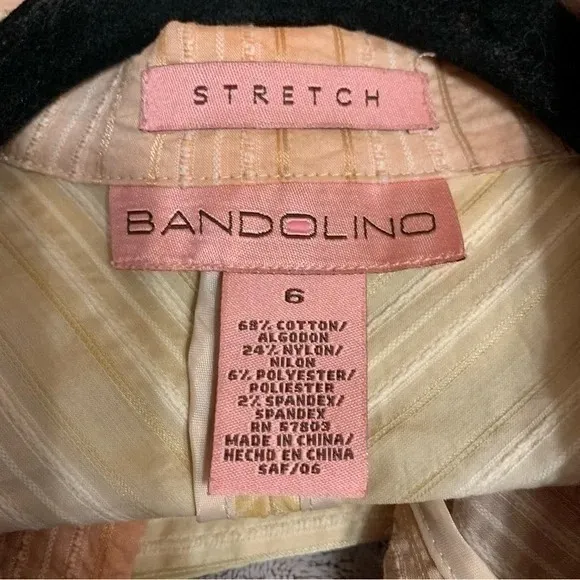 STRETCH
BANDOLINO
6
68% COTTON/
ALGODON
24% NYLON/
NILON
6% POLYESTER/
POLIESTER
2% SPANDEX/
SPANDEX
RN 57803
MADE IN CHINA/
HECHO EN CHINA
SAF/06